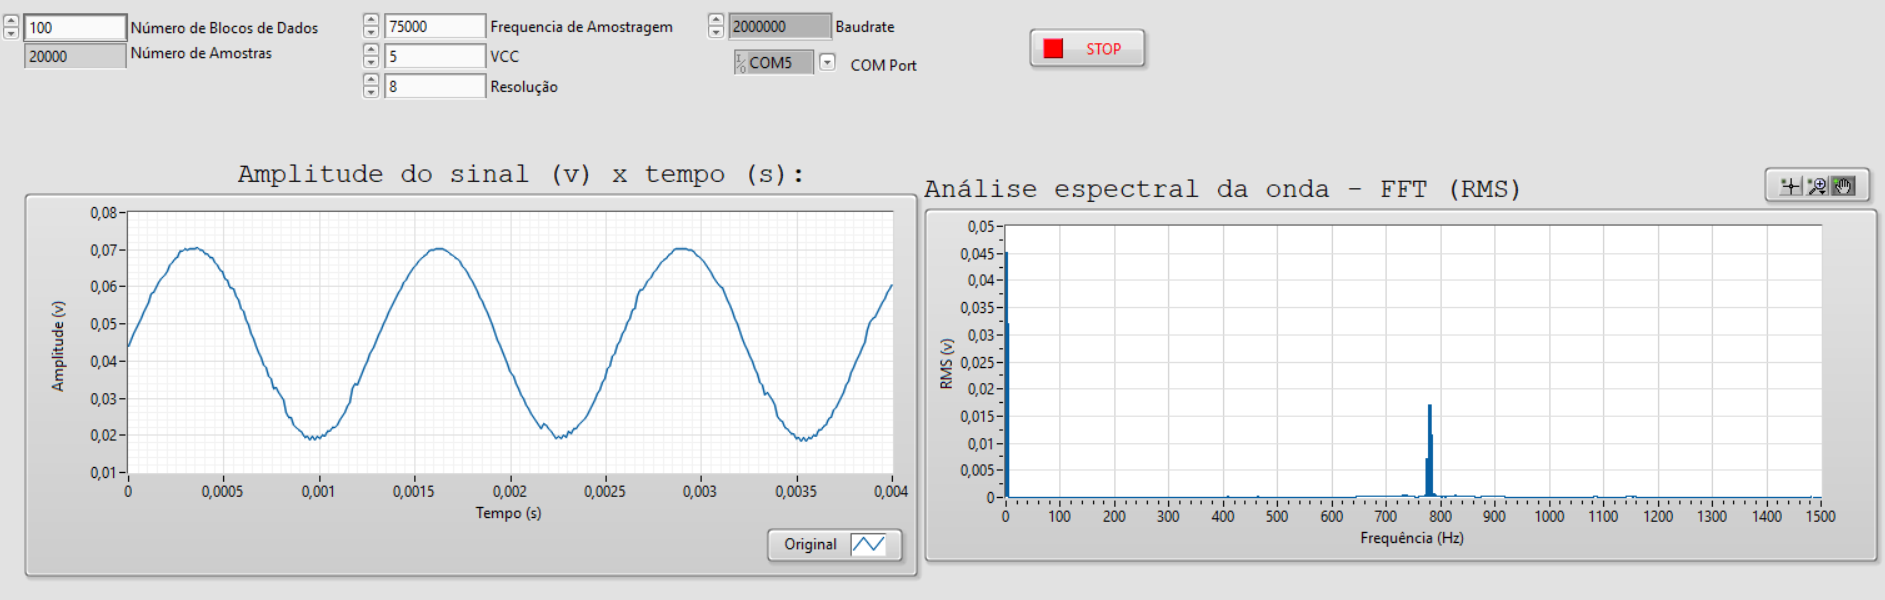 100 Número de Blocos de Dados
20000 Número de Amostras
75000 Frequencia de Amostragem
5 VCC
8 Resolução
2000000 Baudrate
I/O COM5 COM Port
STOP
Amplitude do sinal (v) x tempo (s):
0,08
0,07
0,06
0,05
0,04
0,03
0,02
0,01
Amplitude (v)
0 0,0005 0,001 0,0015 0,002 0,0025 0,003 0,0035 0,004
Tempo (s)
Original
Análise espectral da onda - FFT (RMS)
0,05
0,045
0,04
0,035
0,03
0,025
0,02
0,015
0,01
0,005
0
RMS (v)
0 100 200 300 400 500 600 700 800 900 1000 1100 1200 1300 1400 1500
Frequência (Hz)